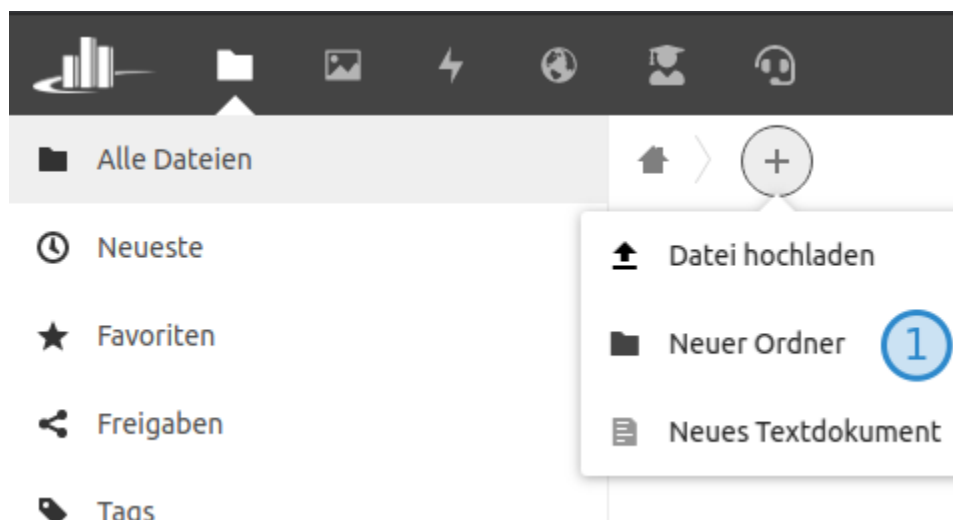 Alle Dateien
Neueste
Favoriten
Freigaben
Tags
+
Datei hochladen
Neuer Ordner 1
Neues Textdokument